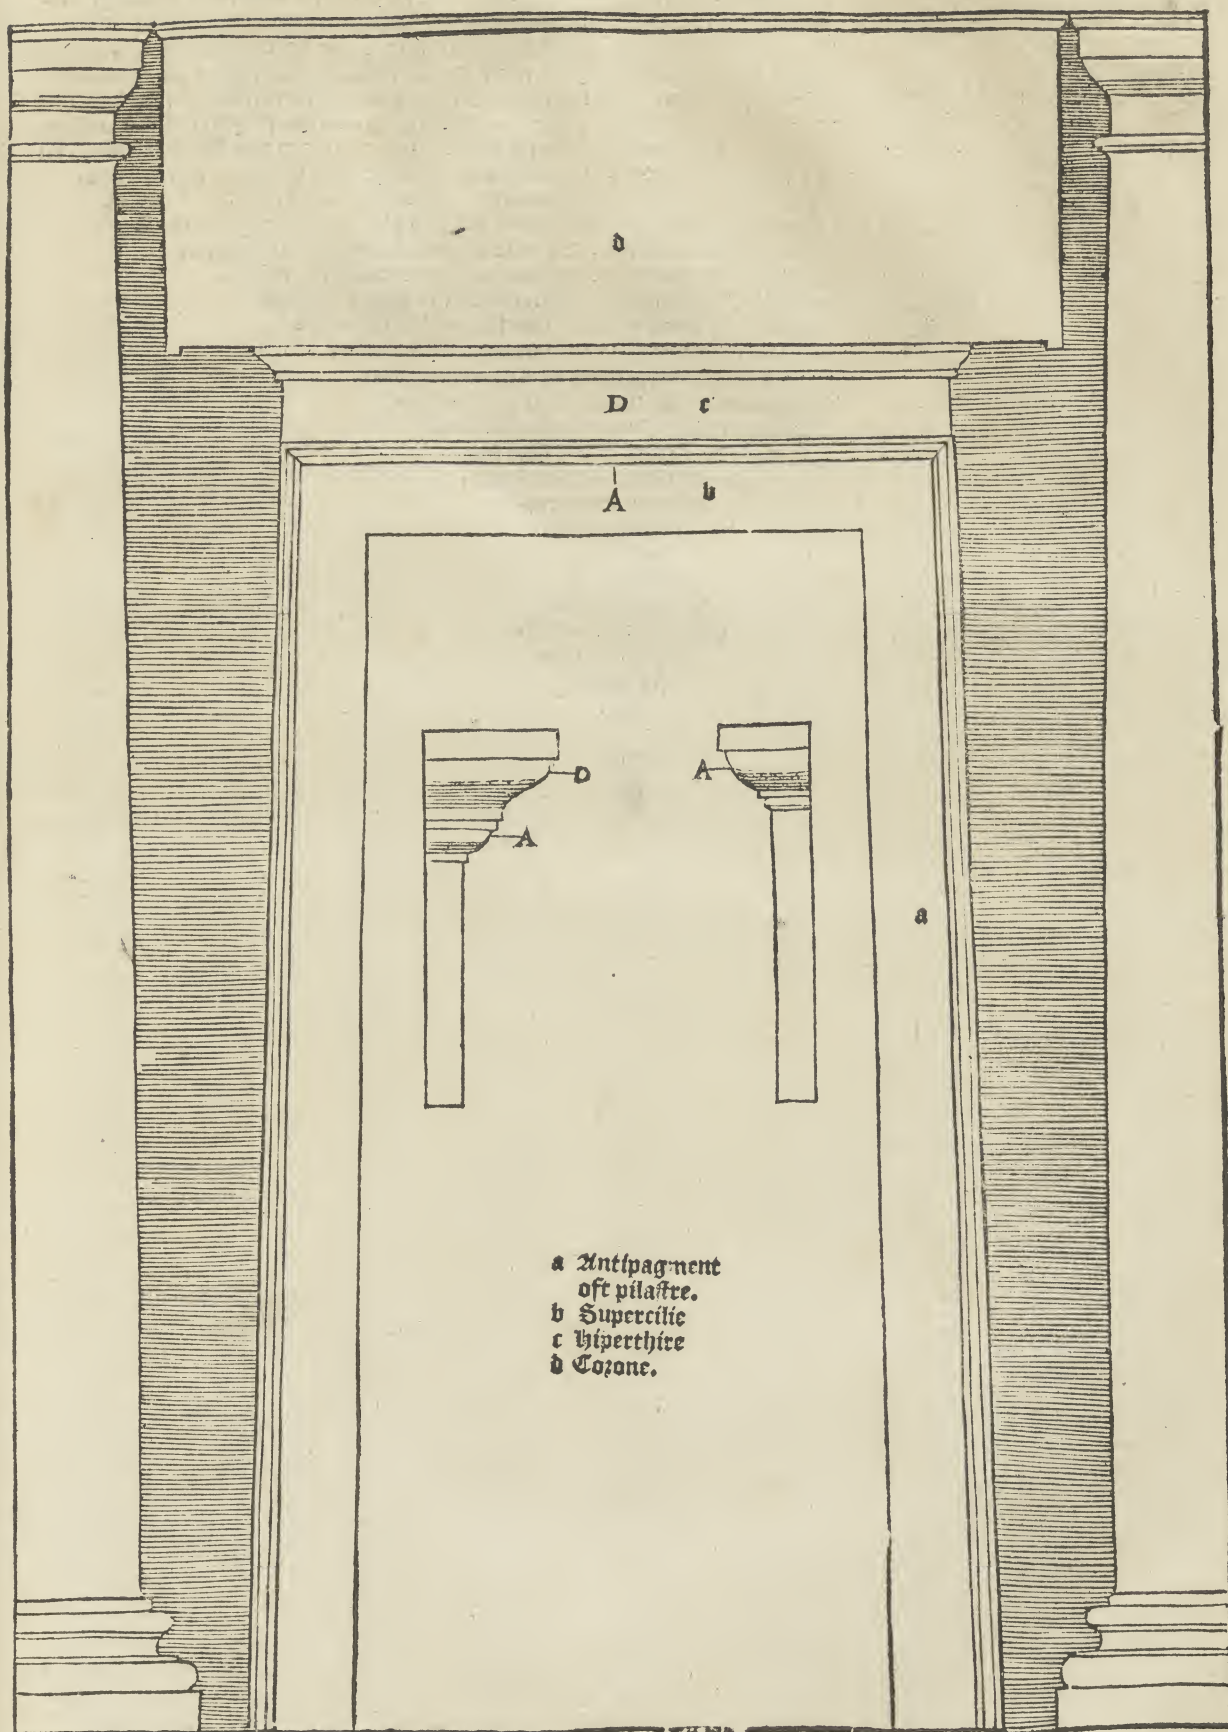 d
D c
A b
D A
A
a
a Antipagment
oft pilastre.
b Supercilie
c Hiperthire
d Corone.